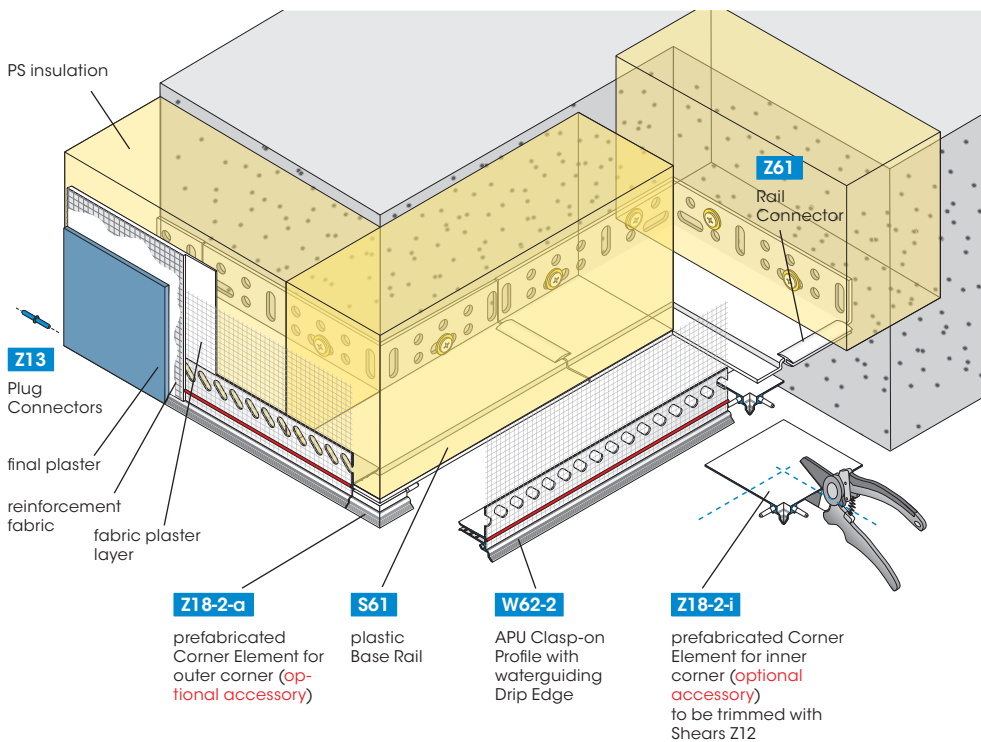 PS insulation
Z61
Rail
Connector
Z13
Plug
Connectors
final plaster
reinforcement
fabric
fabric plaster
layer
Z18-2-a
prefabricated
Corner Element for
outer corner (op-
tional accessory)
S61
plastic
Base Rail
W62-2
APU Clasp-on
Profile with
waterguiding
Drip Edge
Z18-2-i
prefabricated Corner
Element for inner
corner (optional
accessory)
to be trimmed with
Shears Z12